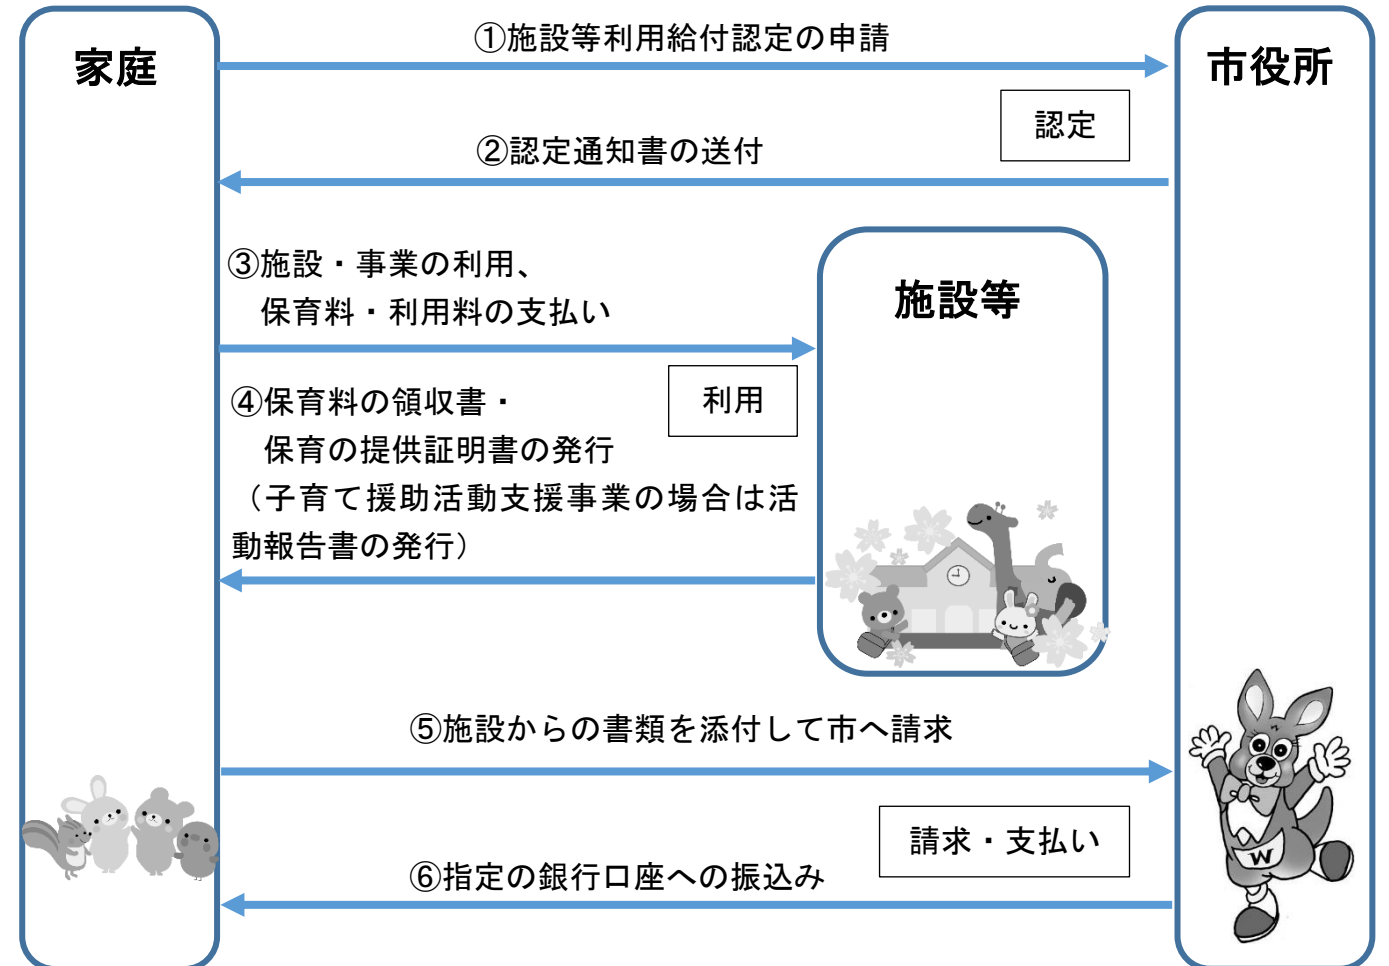 家庭
①施設等利用給付認定の申請
市役所
認定
②認定通知書の送付
③施設・事業の利用、
保育料・利用料の支払い
施設等
④保育料の領収書・
利用
保育の提供証明書の発行
（子育て援助活動支援事業の場合は活
動報告書の発行）
⑤施設からの書類を添付して市へ請求
請求・支払い
⑥指定の銀行口座への振込み
W